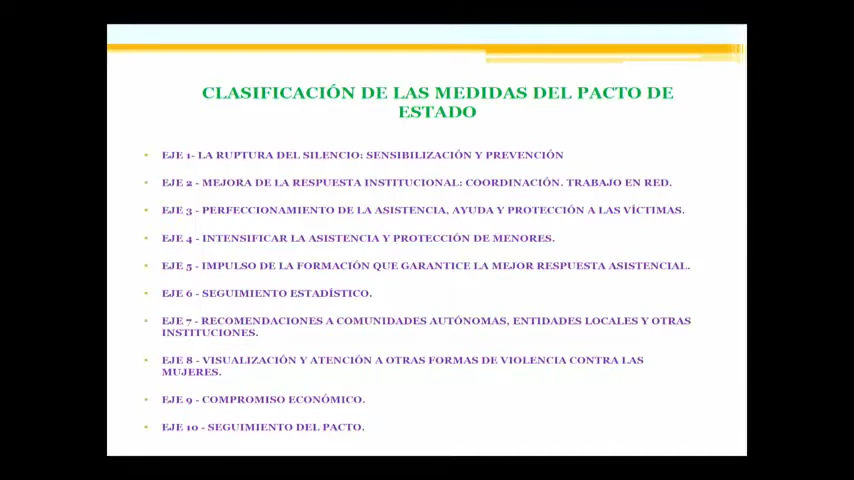 CLASIFICACIÓN DE LAS MEDIDAS DEL PACTO DE
ESTADO
• EJE 1- LA RUPTURA DEL SILENCIO: SENSIBILIZACIÓN Y PREVENCIÓN
• EJE 2 - MEJORA DE LA RESPUESTA INSTITUCIONAL: COORDINACIÓN. TRABAJO EN RED.
• EJE 3 - PERFECCIONAMIENTO DE LA ASISTENCIA, AYUDA Y PROTECCIÓN A LAS VÍCTIMAS.
• EJE 4 - INTENSIFICAR LA ASISTENCIA Y PROTECCIÓN DE MENORES.
• EJE 5 - IMPULSO DE LA FORMACIÓN QUE GARANTICE LA MEJOR RESPUESTA ASISTENCIAL.
• EJE 6 - SEGUIMIENTO ESTADÍSTICO.
• EJE 7 - RECOMENDACIONES A COMUNIDADES AUTÓNOMAS, ENTIDADES LOCALES Y OTRAS
INSTITUCIONES.
• EJE 8 - VISUALIZACIÓN Y ATENCIÓN A OTRAS FORMAS DE VIOLENCIA CONTRA LAS
MUJERES.
• EJE 9 - COMPROMISO ECONÓMICO.
• EJE 10 - SEGUIMIENTO DEL PACTO.